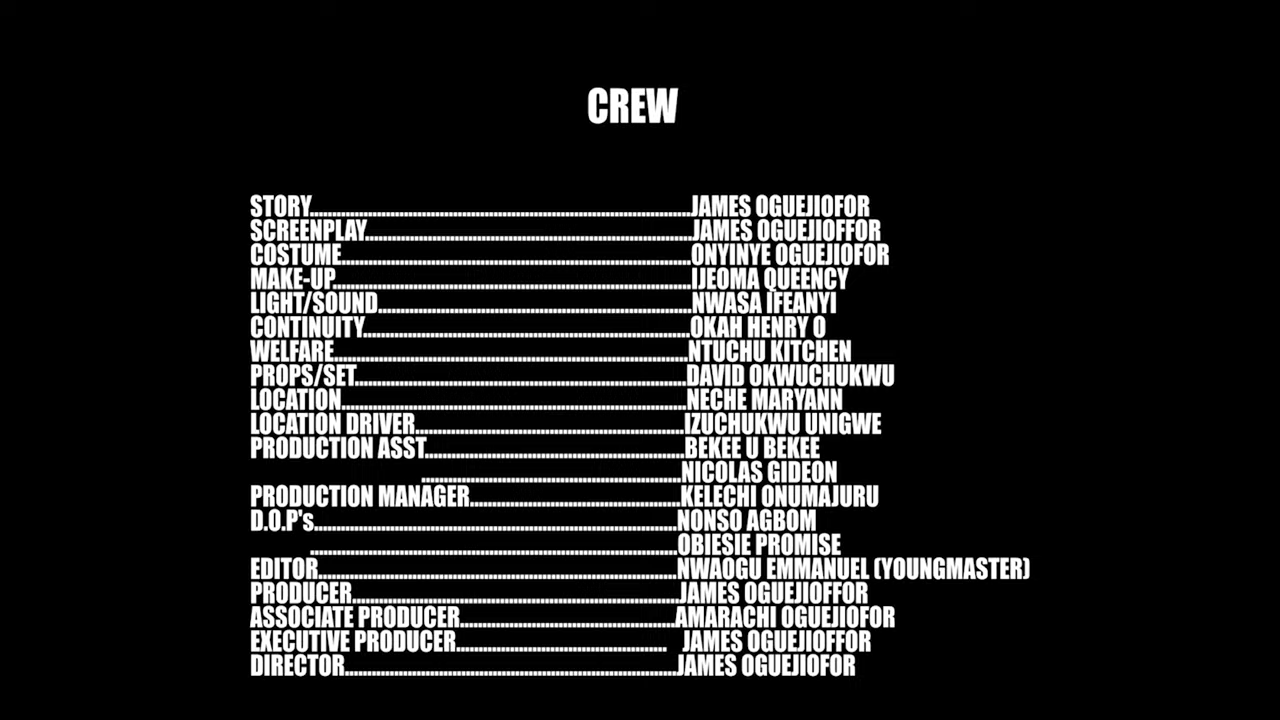 CREW
STORY....................................................................................JAMES OGUEJIOFOR
SCREENPLAY........................................................................JAMES OGUEJIOFFOR
COSTUME.............................................................................ONYINYE OGUEJIOFOR
MAKE-UP...............................................................................IJEOMA QUEENCY
LIGHT/SOUND.....................................................................NWASA IFEANYI
CONTINUITY........................................................................OKAH HENRY O
WELFARE..............................................................................NTUCHU KITCHEN
PROPS/SET.........................................................................DAVID OKWUCHUKWU
LOCATION............................................................................NECHE MARYANN
LOCATION DRIVER...........................................................IZUCHUKWU UNIGWE
PRODUCTION ASST.........................................................BEKEE U BEKEE
.........................................................NICOLAS GIDEON
PRODUCTION MANAGER..............................................KELECHI ONUMAJURU
D.O.P's................................................................................NONSO AGBOM
.................................................................................OBIESIE PROMISE
EDITOR...............................................................................NWAOGU EMMANUEL (YOUNGMASTER)
PRODUCER........................................................................JAMES OGUEJIOFFOR
ASSOCIATE PRODUCER...............................................AMARACHI OGUEJIOFOR
EXECUTIVE PRODUCER.............................................. JAMES OGUEJIOFFOR
DIRECTOR.........................................................................JAMES OGUEJIOFOR